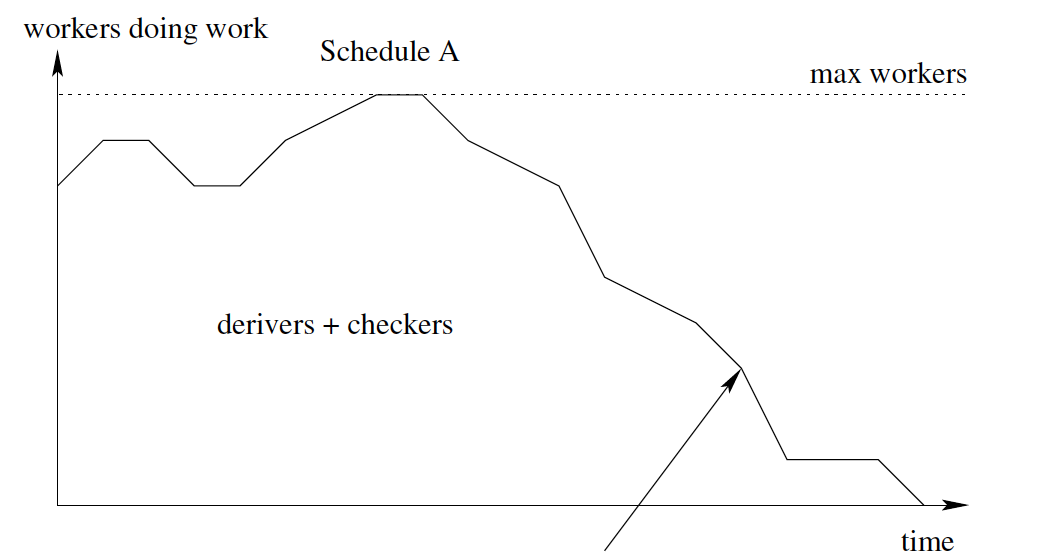 workers doing work
Schedule A
max workers
derivers + checkers
time